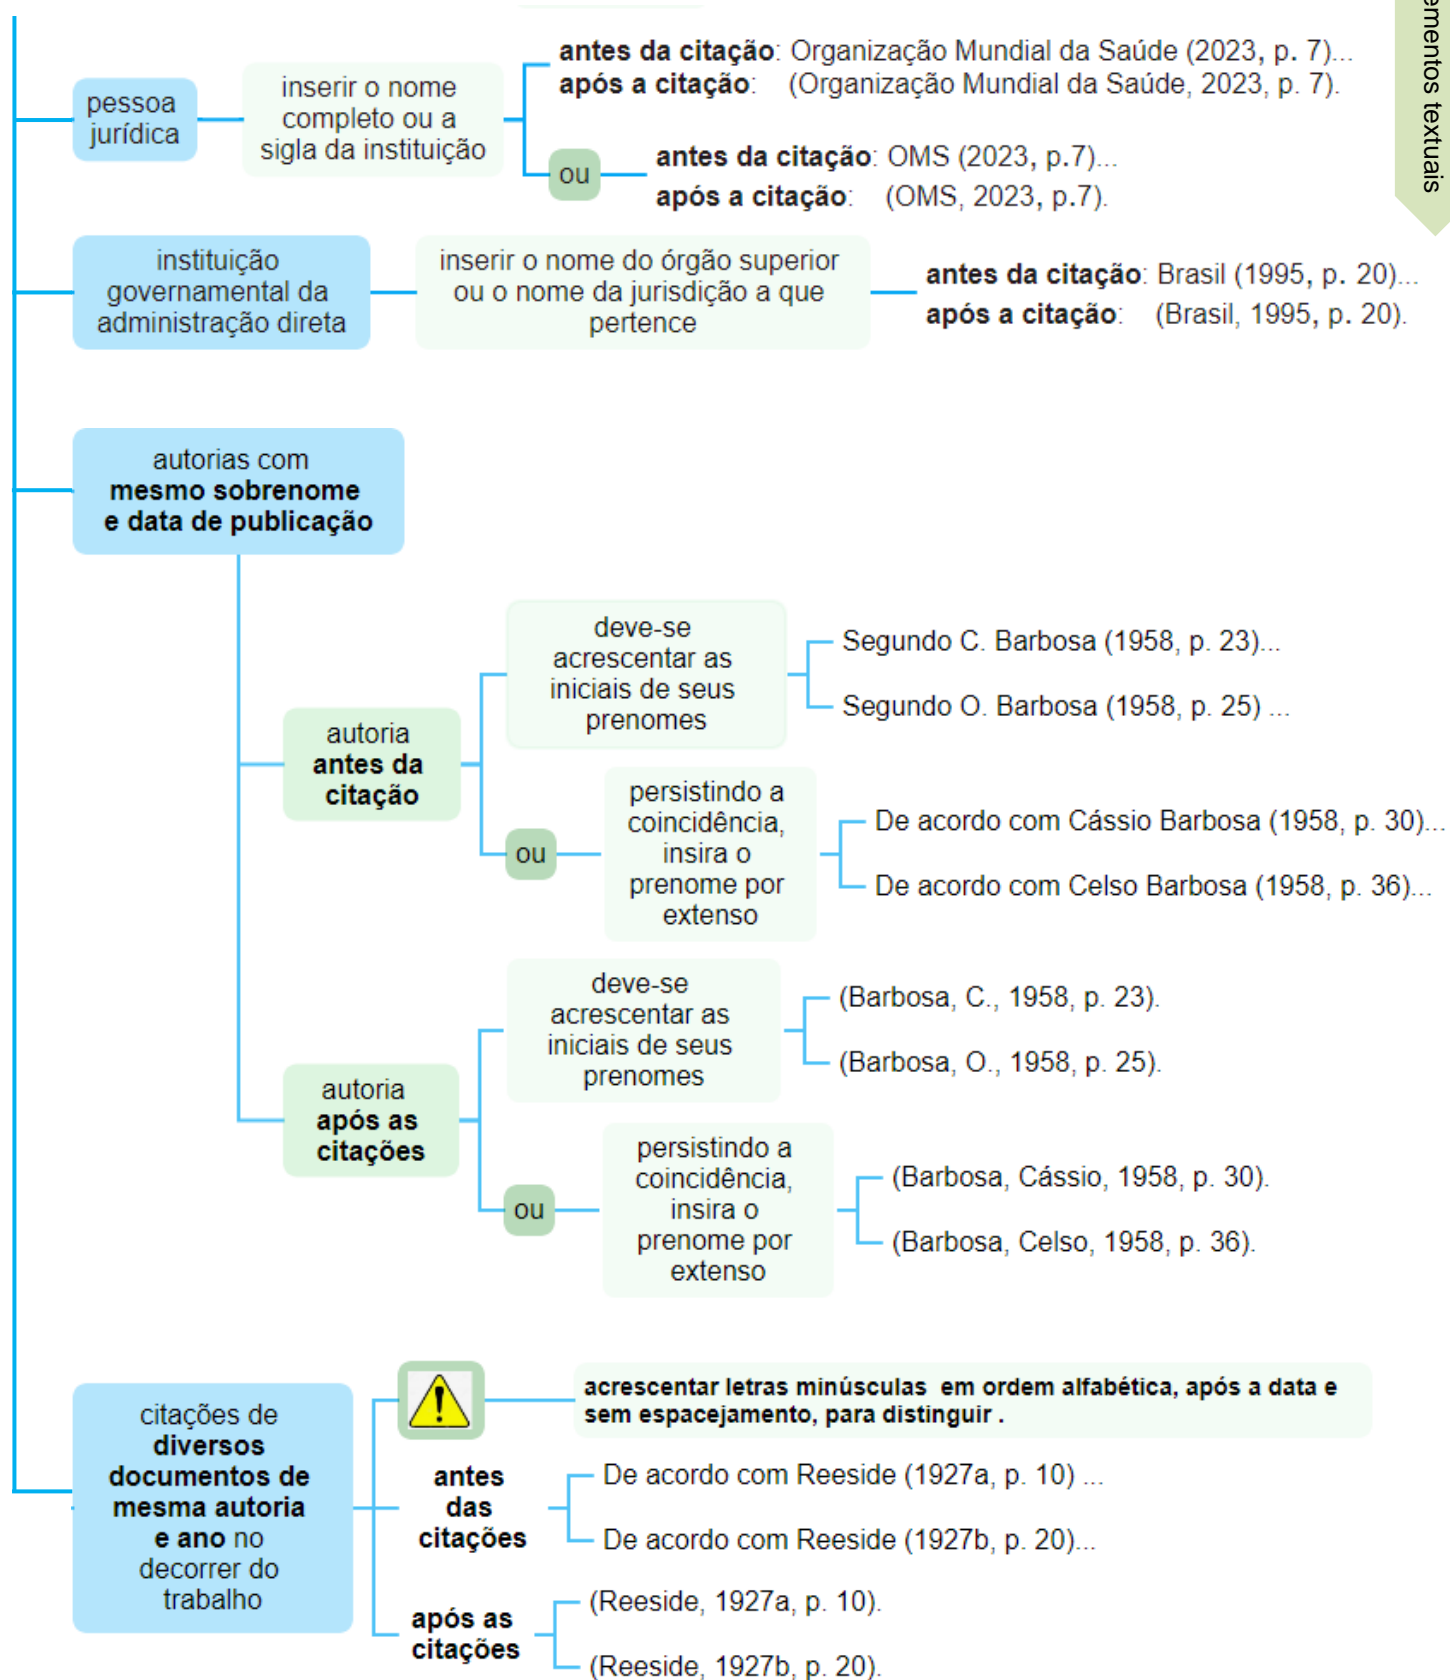 ementos textuais
pessoa
jurídica
inserir o nome
completo ou a
sigla da instituição
antes da citação: Organização Mundial da Saúde (2023, p. 7)...
após a citação: (Organização Mundial da Saúde, 2023, p. 7).
ou
antes da citação: OMS (2023, p.7)...
após a citação: (OMS, 2023, p.7).
instituição
governamental da
administração direta
inserir o nome do órgão superior
ou o nome da jurisdição a que
pertence
antes da citação: Brasil (1995, p. 20)...
após a citação: (Brasil, 1995, p. 20).
autorias com
mesmo sobrenome
e data de publicação
autoria
antes da
citação
deve-se
acrescentar as
iniciais de seus
prenomes
Segundo C. Barbosa (1958, p. 23)...
Segundo O. Barbosa (1958, p. 25) ...
ou
persistindo a
coincidência,
insira o
prenome por
extenso
De acordo com Cássio Barbosa (1958, p. 30)...
De acordo com Celso Barbosa (1958, p. 36)...
autoria
após as
citações
deve-se
acrescentar as
iniciais de seus
prenomes
(Barbosa, C., 1958, p. 23).
(Barbosa, O., 1958, p. 25).
ou
persistindo a
coincidência,
insira o
prenome por
extenso
(Barbosa, Cássio, 1958, p. 30).
(Barbosa, Celso, 1958, p. 36).
citações de
diversos
documentos de
mesma autoria
e ano no
decorrer do
trabalho
acrescentar letras minúsculas em ordem alfabética, após a data e
sem espacejamento, para distinguir .
antes
das
citações
De acordo com Reeside (1927a, p. 10) ...
De acordo com Reeside (1927b, p. 20)...
após as
citações
(Reeside, 1927a, p. 10).
(Reeside, 1927b, p. 20).